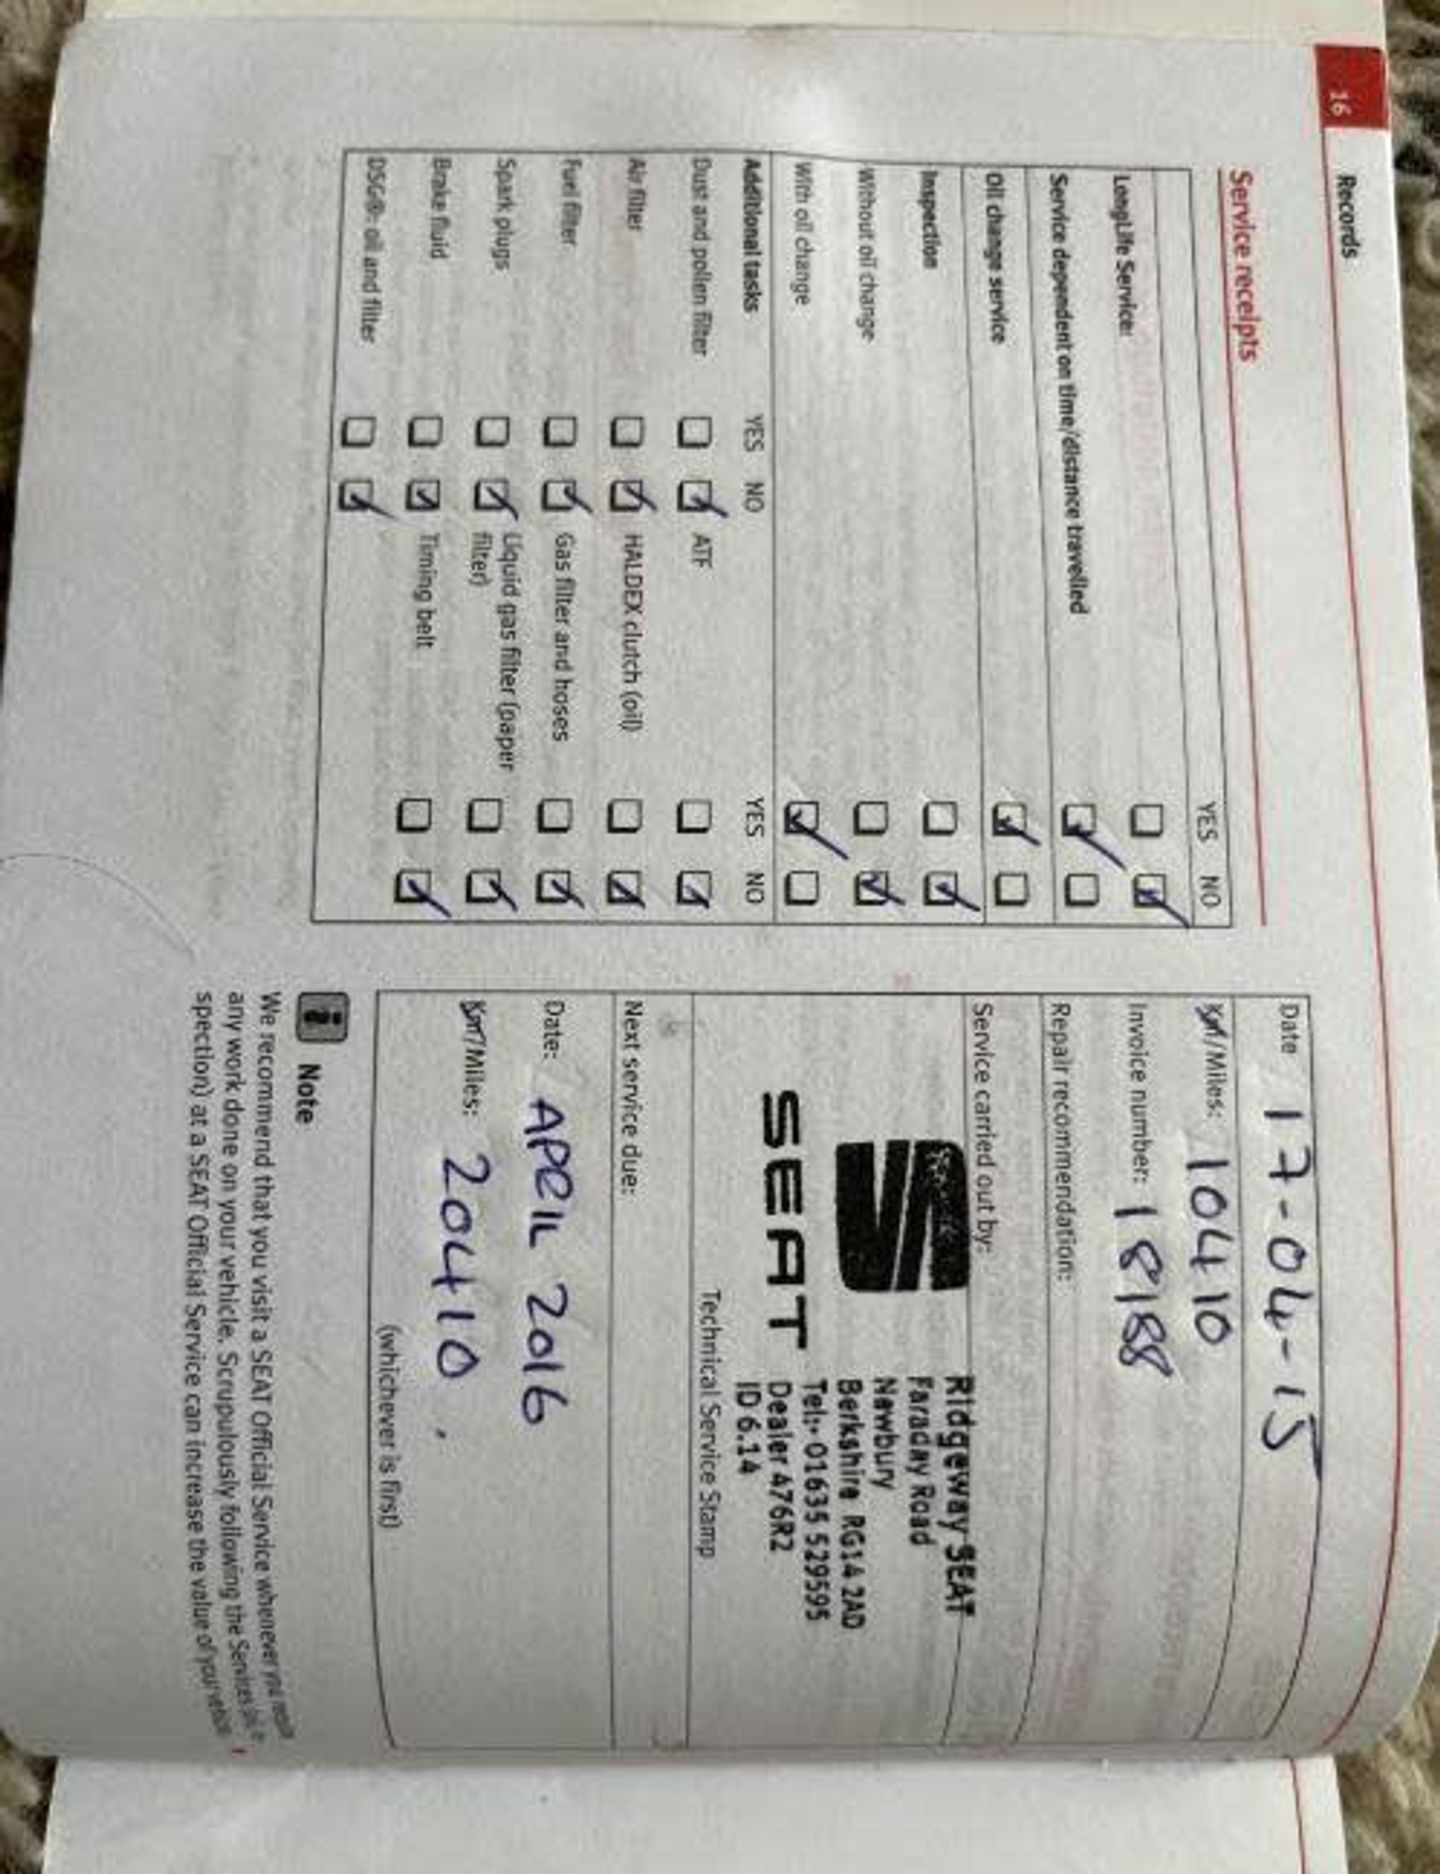 16
Records
Service receipts
YES NO
LongLife Service:
Service dependent on time/distance travelled
Oil change service
Inspection
Without oil change
With oil change
Additional tasks YES NO YES NO
Dust and pollen filter ATF
Air filter HALDEX clutch (oil)
Fuel filter Gas filter and hoses
Spark plugs Liquid gas filter (paper
filter)
Brake fluid Timing belt
DSG®: oil and filter
Date 17-04-15
Km/Miles: 10410
Invoice number: 18188
Repair recommendation:
Service carried out by:
SEAT
Ridgeway SEAT
Faraday Road
Newbury
Berkshire RG14 2AD
Tel:- 01635 529595
Dealer 476R2
ID 6.14
Technical Service Stamp
Next service due:
Date: APRIL 2016
Km/Miles: 20410
(whichever is first)
i Note
We recommend that you visit a SEAT Official Service whenever you
any work done on your vehicle. Scrupulously following the Services
spection) at a SEAT Official Service can increase the value of your vehicle